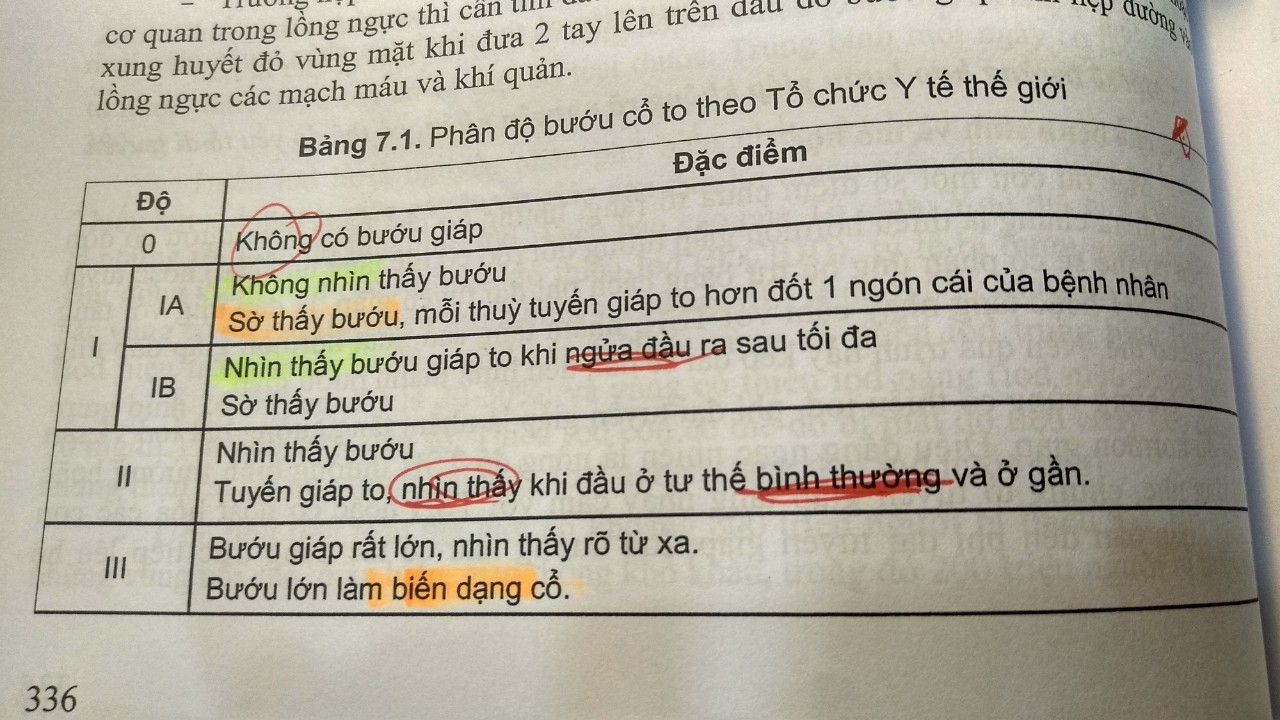 cơ quan trong lồng ngực thì cần tìm
xung huyết đỏ vùng mặt khi đưa 2 tay lên trên đầu do
lồng ngực các mạch máu và khí quản.
Bảng 7.1. Phân độ bướu cổ to theo Tổ chức Y tế thế giới
Độ
Đặc điểm
0
Không có bướu giáp
I
IA
Không nhìn thấy bướu
Sờ thấy bướu, mỗi thuỳ tuyến giáp to hơn đốt 1 ngón cái của bệnh nhân
IB
Nhìn thấy bướu giáp to khi ngửa đầu ra sau tối đa
Sờ thấy bướu
II
Nhìn thấy bướu
Tuyến giáp to, nhìn thấy khi đầu ở tư thế bình thường và ở gần.
III
Bướu giáp rất lớn, nhìn thấy rõ từ xa.
Bướu lớn làm biến dạng cổ.
336